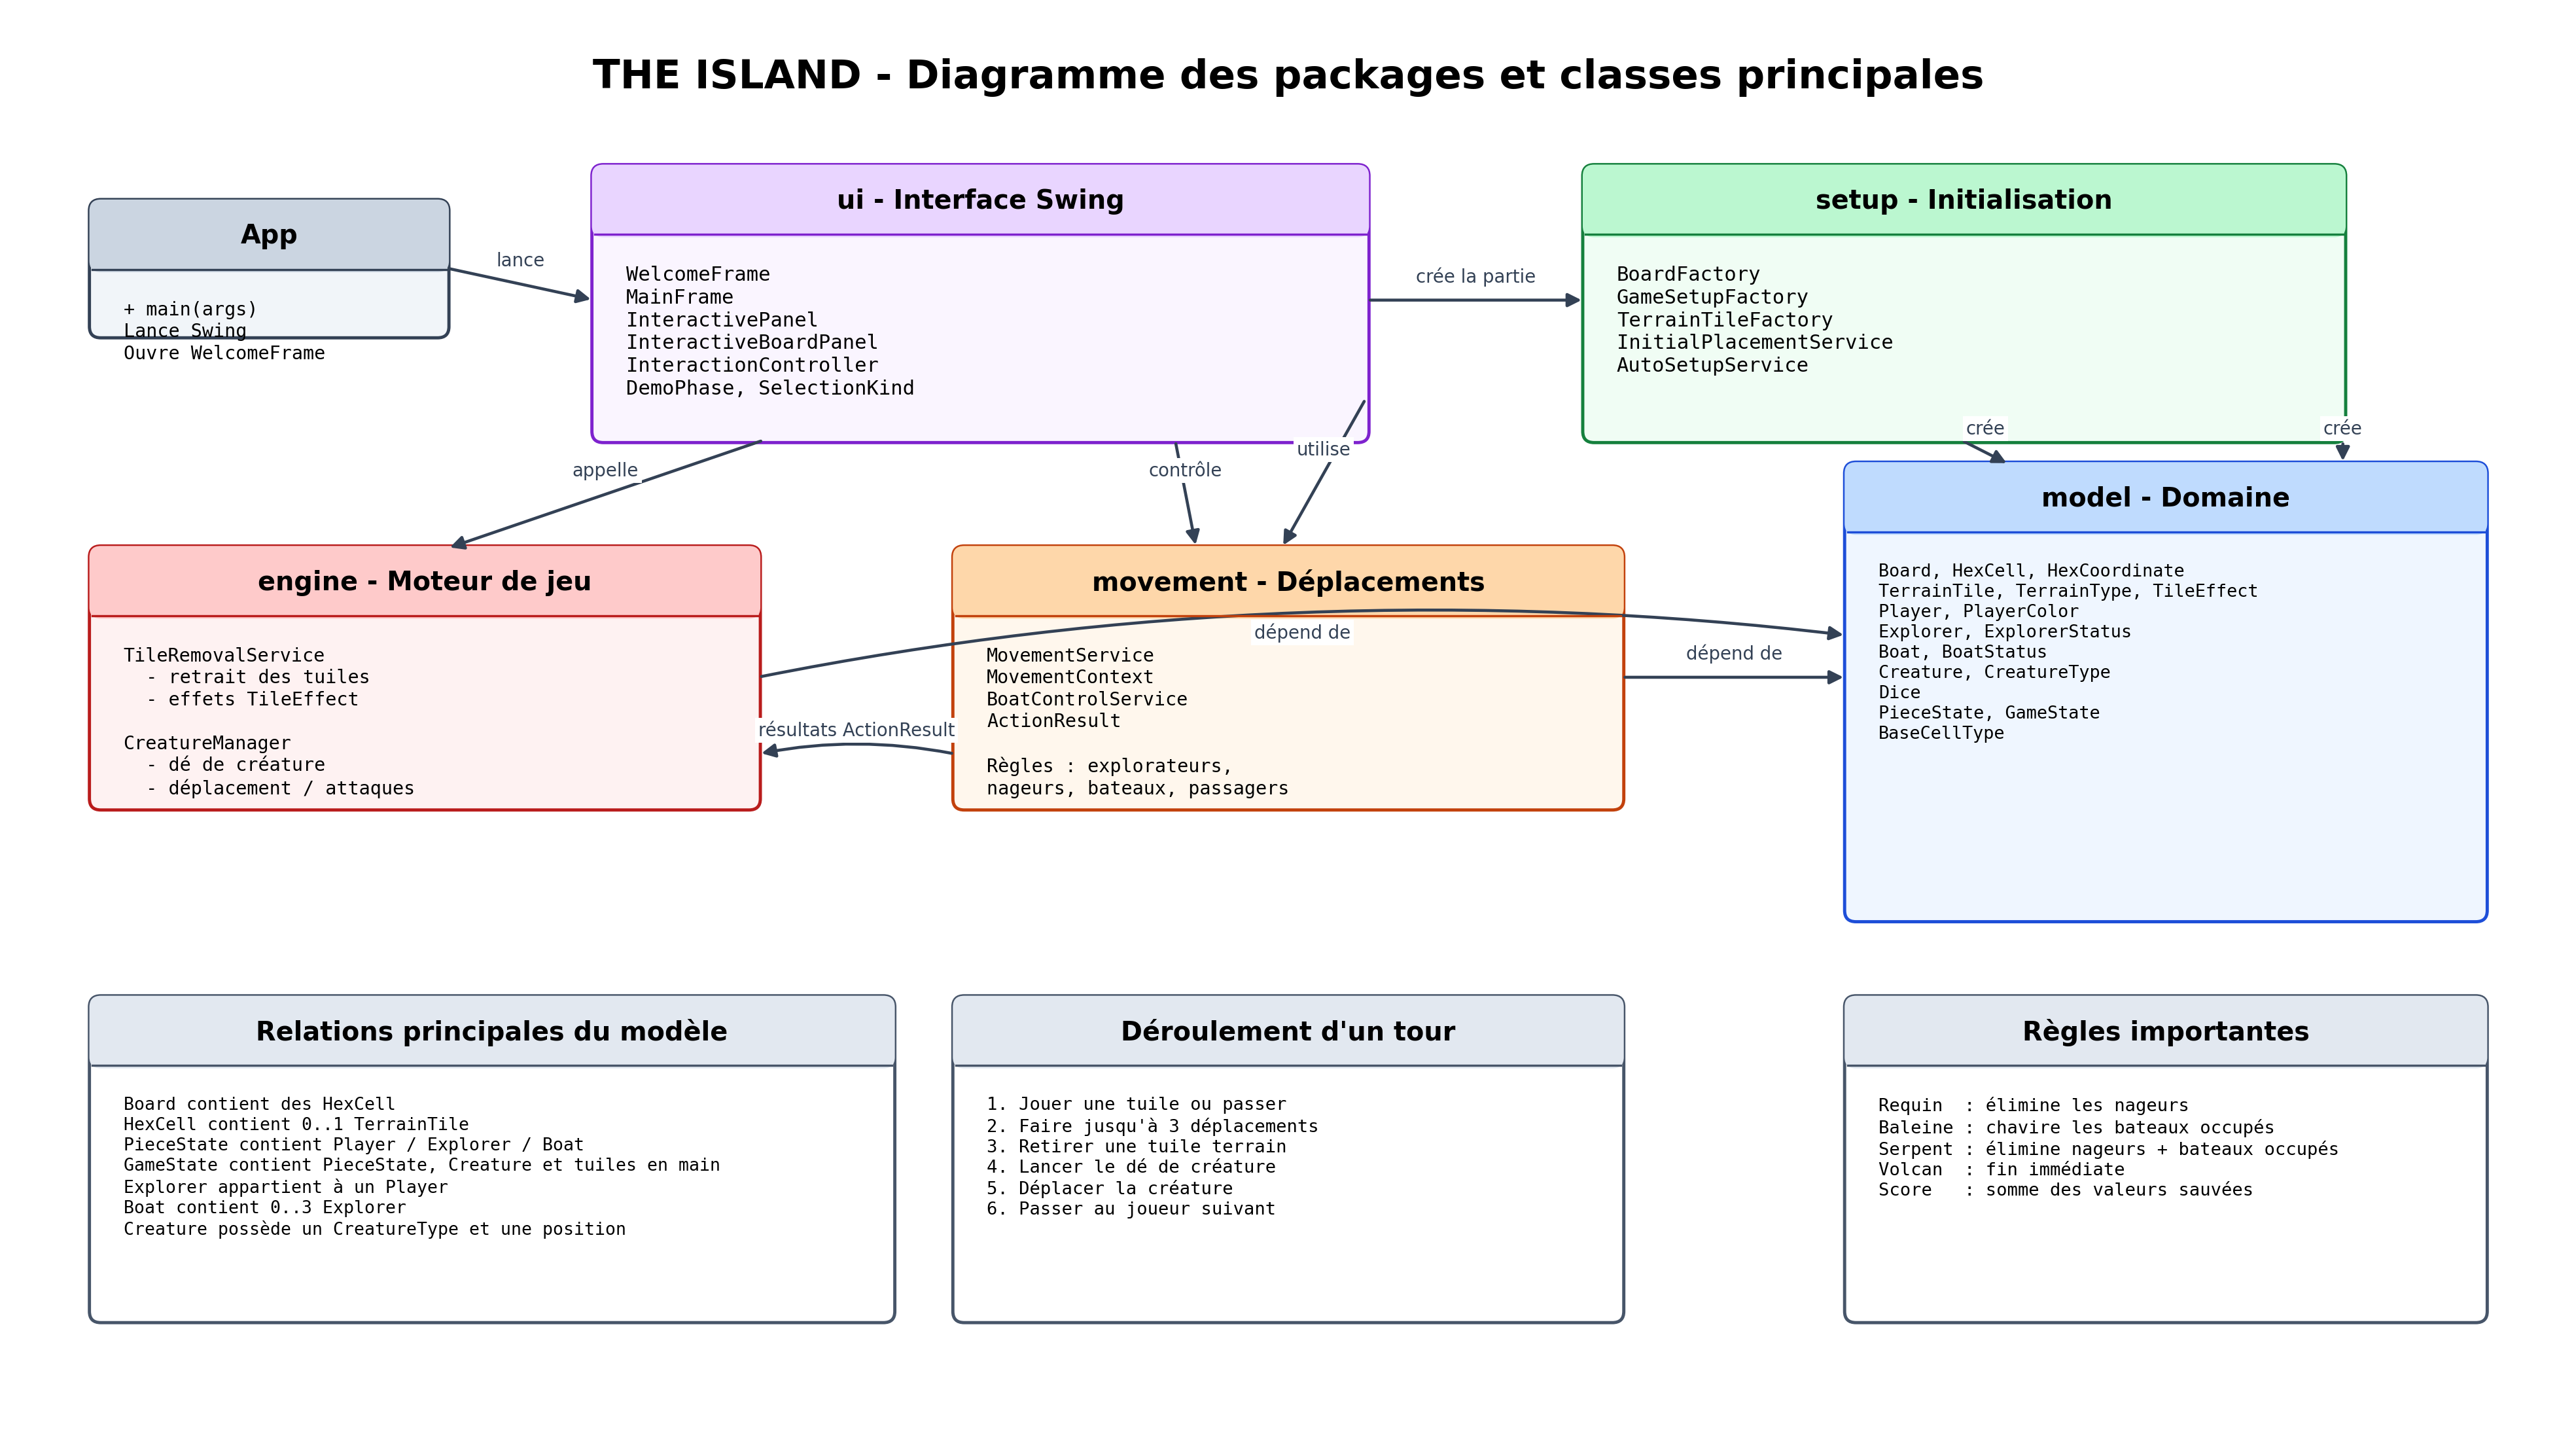 THE ISLAND - Diagramme des packages et classes principales
App
+ main(args)
Lance Swing
Ouvre WelcomeFrame
lance
ui - Interface Swing
WelcomeFrame
MainFrame
InteractivePanel
InteractiveBoardPanel
InteractionController
DemoPhase, SelectionKind
crée la partie
setup - Initialisation
BoardFactory
GameSetupFactory
TerrainTileFactory
InitialPlacementService
AutoSetupService
appelle
contrôle
utilise
crée
crée
engine - Moteur de jeu
TileRemovalService
  - retrait des tuiles
  - effets TileEffect
CreatureManager
  - dé de créature
  - déplacement / attaques
résultats ActionResult
movement - Déplacements
dépend de
MovementService
MovementContext
BoatControlService
ActionResult
Règles : explorateurs,
nageurs, bateaux, passagers
dépend de
model - Domaine
Board, HexCell, HexCoordinate
TerrainTile, TerrainType, TileEffect
Player, PlayerColor
Explorer, ExplorerStatus
Boat, BoatStatus
Creature, CreatureType
Dice
PieceState, GameState
BaseCellType
Relations principales du modèle
Board contient des HexCell
HexCell contient 0..1 TerrainTile
PieceState contient Player / Explorer / Boat
GameState contient PieceState, Creature et tuiles en main
Explorer appartient à un Player
Boat contient 0..3 Explorer
Creature possède un CreatureType et une position
Déroulement d'un tour
1. Jouer une tuile ou passer
2. Faire jusqu'à 3 déplacements
3. Retirer une tuile terrain
4. Lancer le dé de créature
5. Déplacer la créature
6. Passer au joueur suivant
Règles importantes
Requin  : élimine les nageurs
Baleine : chavire les bateaux occupés
Serpent : élimine nageurs + bateaux occupés
Volcan  : fin immédiate
Score   : somme des valeurs sauvées